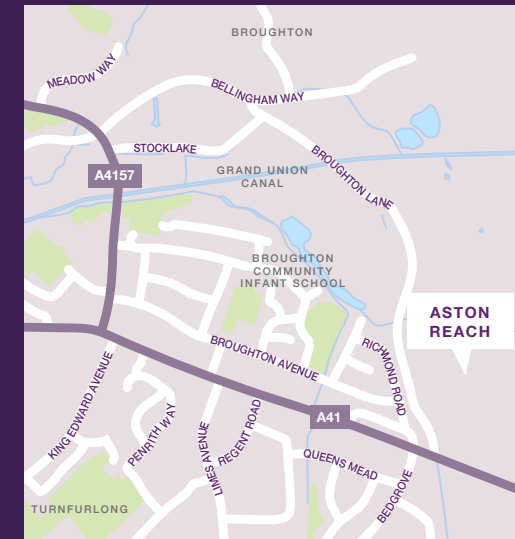 BROUGHTON
MEADOW WAY
BELLINGHAM WAY
STOCKLAKE
BROUGHTON LANE
A4157
GRAND UNION
CANAL
BROUGHTON
COMMUNITY
INFANT SCHOOL
ASTON
REACH
BROUGHTON AVENUE
RICHMOND ROAD
KING EDWARD AVENUE
A41
PENRITH WAY
LIMES AVENUE
REGENT ROAD
QUEENS MEAD
BEDGROVE
TURNFURLONG